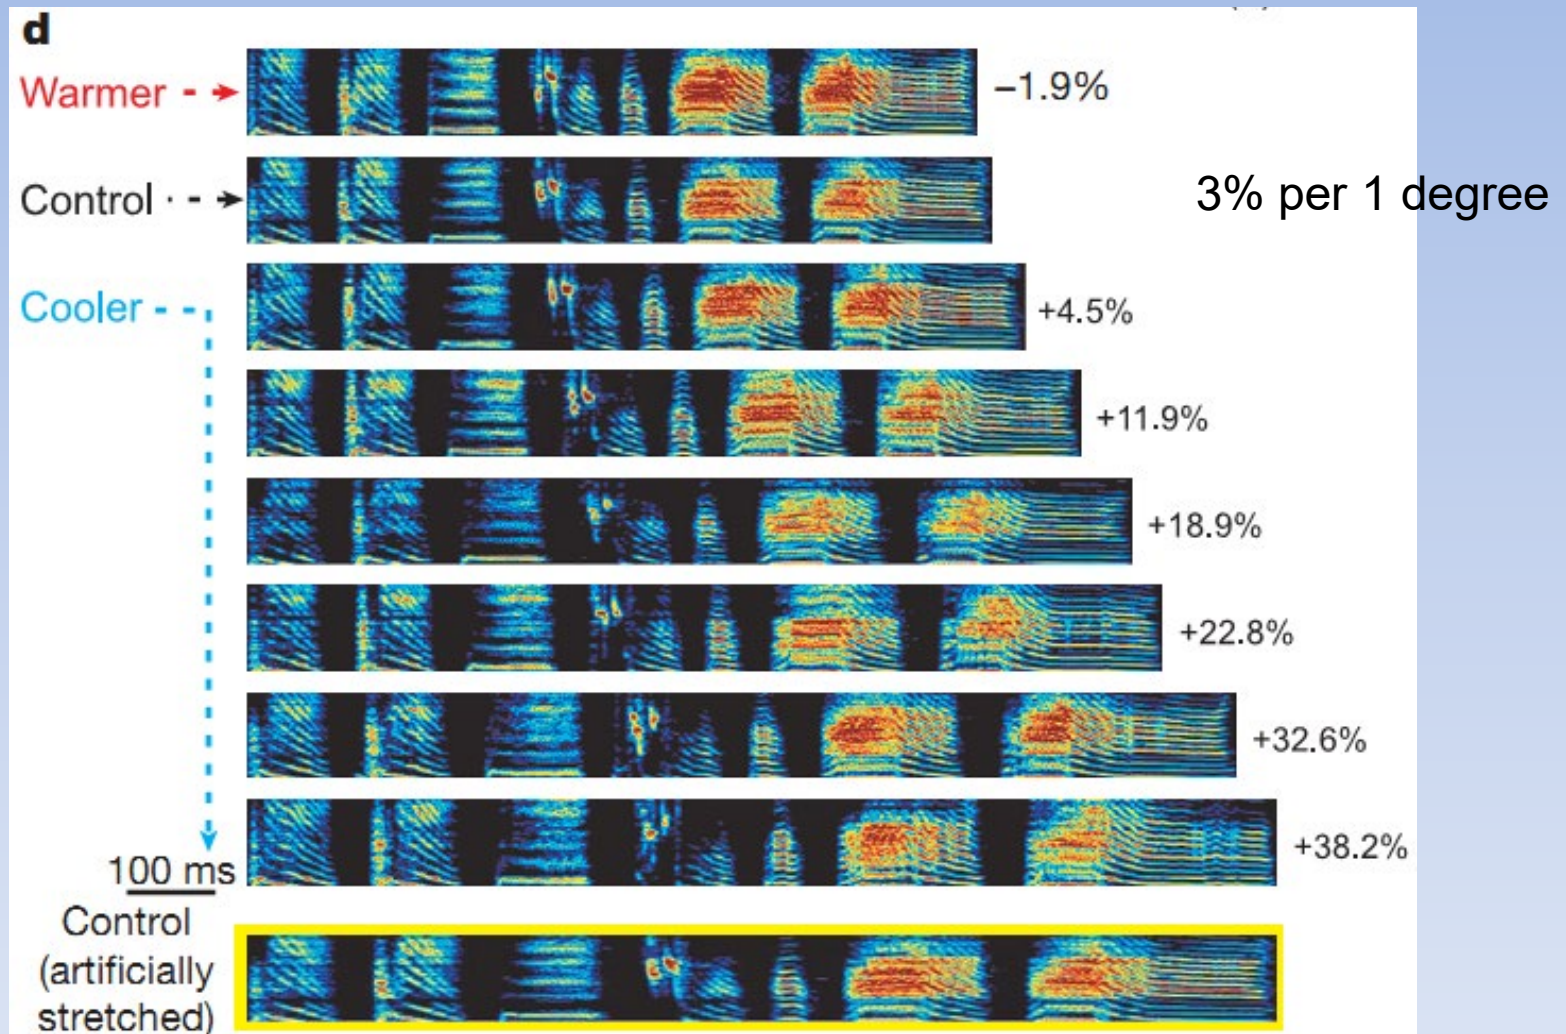 d
Warmer
–1.9%
Control
3% per 1 degree
Cooler
+4.5%
+11.9%
+18.9%
+22.8%
+32.6%
+38.2%
100 ms
Control
(artificially
stretched)